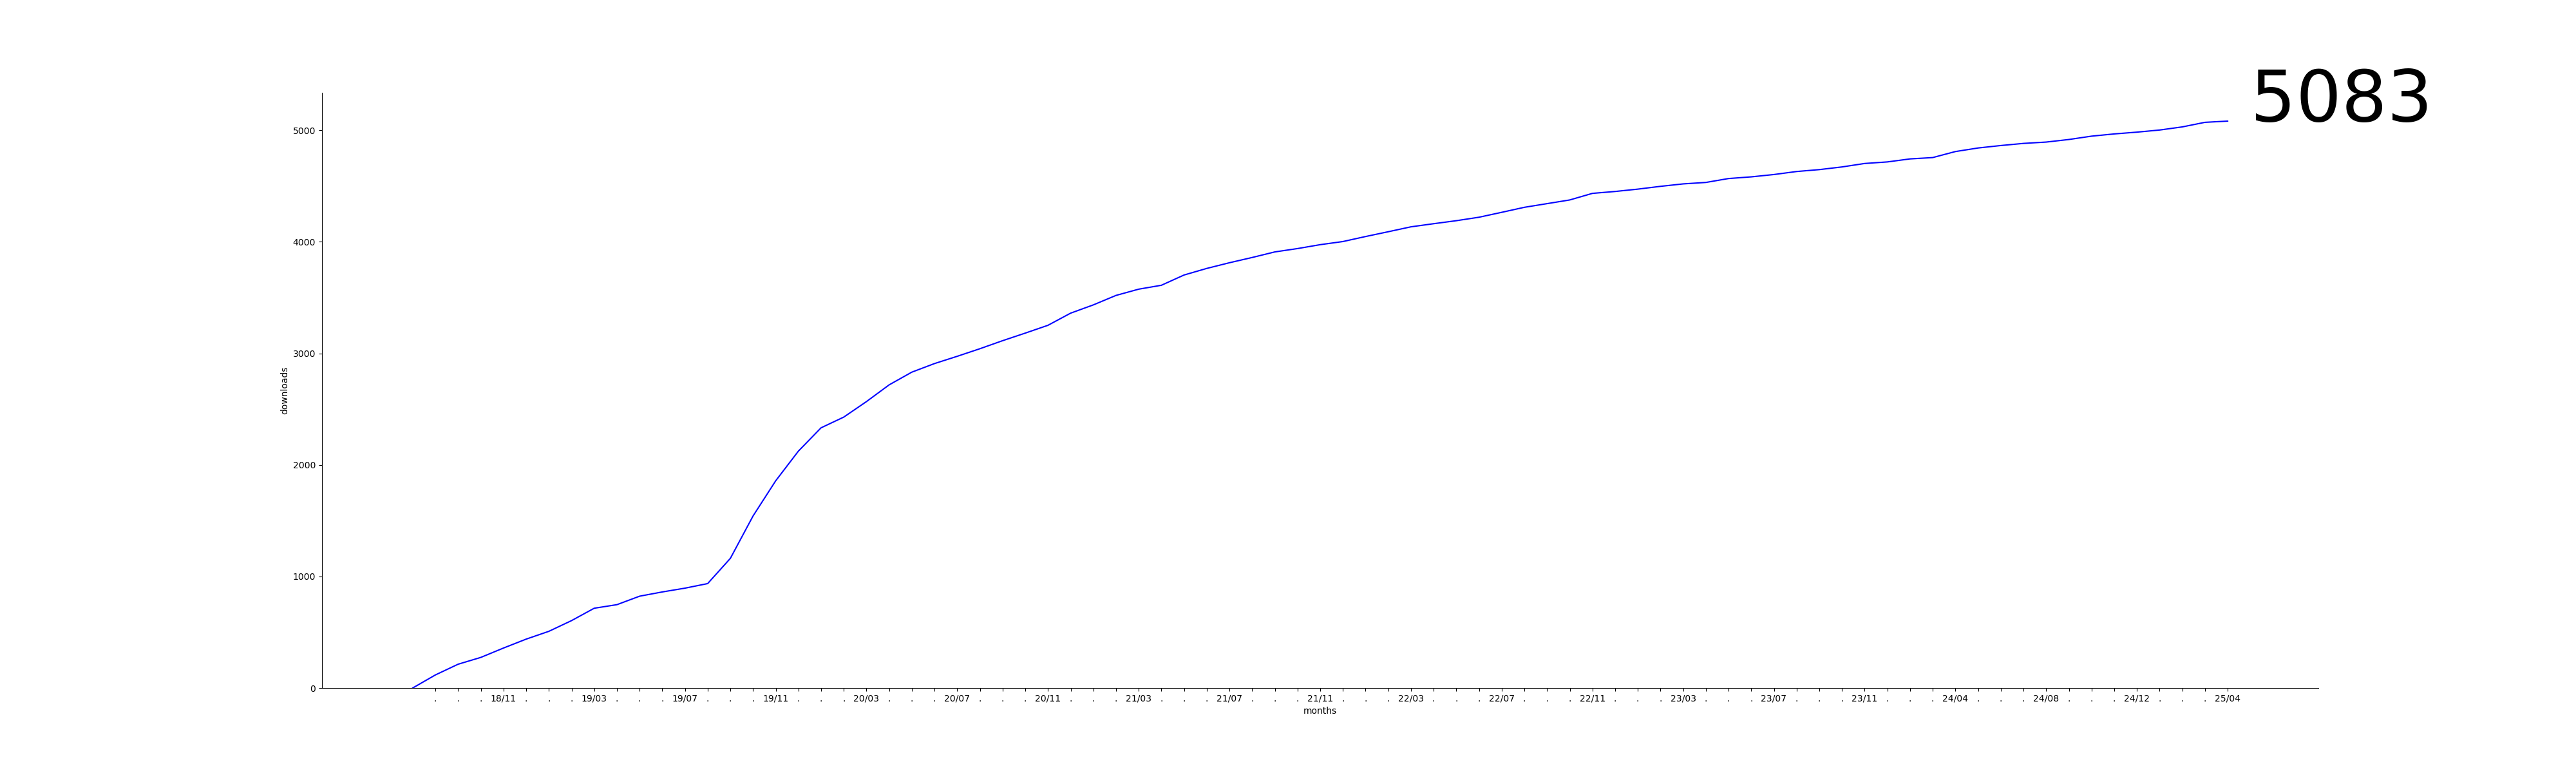 5083
5000
4000
3000
2000
1000
0
downloads
. . . 18/11 . . . 19/03 . . . 19/07 . . . 19/11 . . . 20/03 . . . 20/07 . . . 20/11 . . . 21/03 . . . 21/07 . . . 21/11 . . . 22/03 . . . 22/07 . . . 22/11 . . . 23/03 . . . 23/07 . . . 23/11 . . . 24/04 . . . 24/08 . . . 24/12 . . . 25/04
months